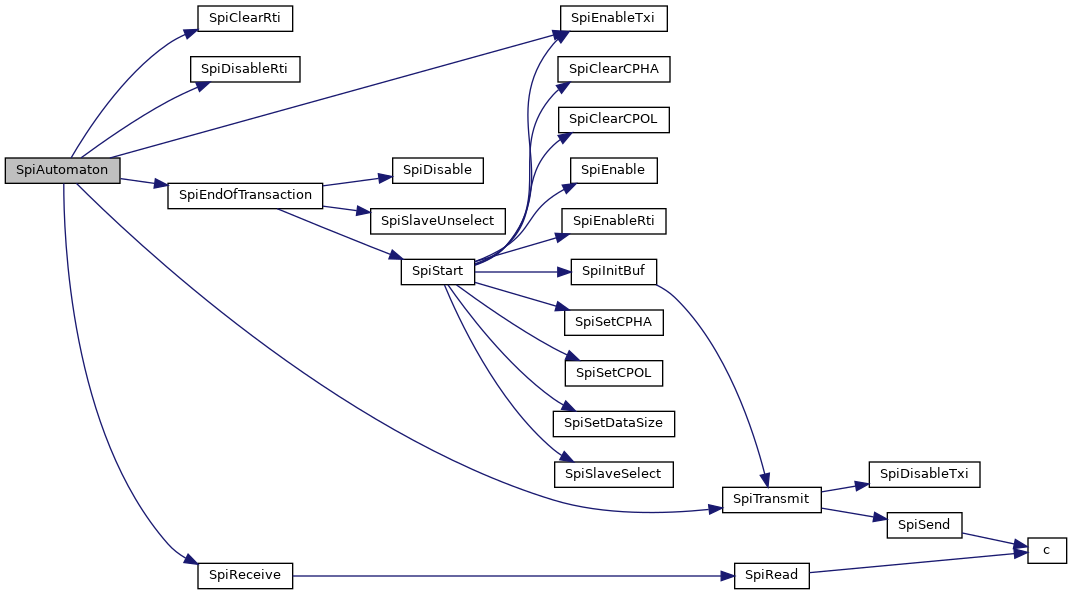 SpiClearRti
SpiEnableTxi
SpiDisableRti
SpiClearCPHA
SpiClearCPOL
SpiAutomaton
SpiDisable
SpiEnable
SpiEndOfTransaction
SpiSlaveUnselect
SpiEnableRti
SpiStart
SpiInitBuf
SpiSetCPHA
SpiSetCPOL
SpiSetDataSize
SpiSlaveSelect
SpiDisableTxi
SpiTransmit
SpiSend
c
SpiReceive
SpiRead